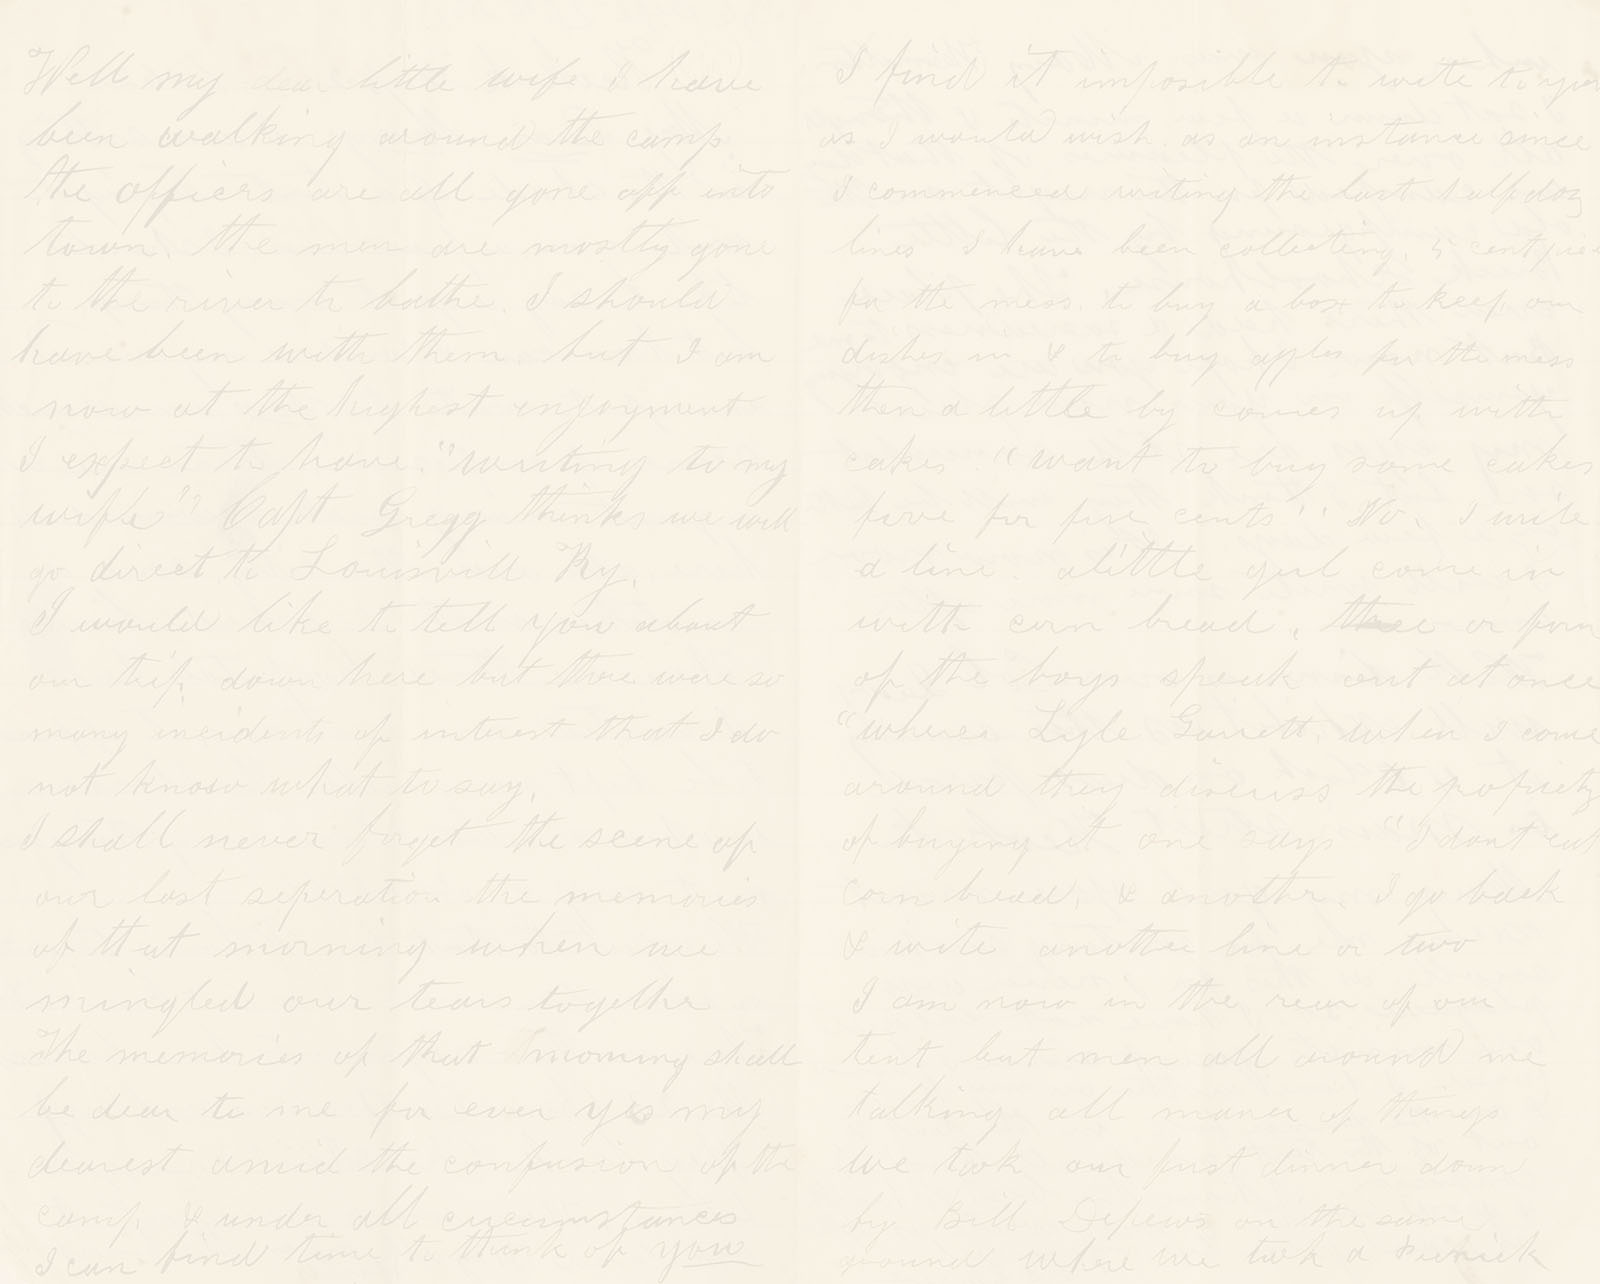 Well my dear little wife I have
been walking around the camp
the officers are all gone off into
town. the men are mostly gone
to the river to bathe. I should
have been with them, but I am
now at the highest enjoyment
I expect to have. "writing to my
wife" Capt Gregg thinks we will
go direct to Louisvill Ky.
I would like to tell you about
our trip down here but there were so
many incidents of interest that I do
not know what to say.
I shall never forget the scene of
our last seperation the memories
of that morning when we
mingled our tears together
The memories of that morning shall
be dear to me for ever yes my
dearest amid the confusion of the
camp & under all circumstances
I can find time to think of you
I find it impossible to write to you
as I would wish. as an instance since
I commenced writing the last half doz
lines I have been collecting. 5 cent pie
for the mess. to buy a box to keep our
dishes in & to buy apples for the mess
then a little boy comes up with
cakes. "want to buy some cakes
five for five cents" No. I write
a line. a little girl come in
with corn bread. three or four
of the boys speak out at once
"wheres Lyle Garrett. when I come
around they discuss the propriety
of buying it one says "I dont eat
corn bread, & another. I go back
& write another line or two
I am now in the rear of our
tent but men all around me
talking all maner of things
We took our first dinner down
by Bill Depews on the same
ground where we took a Picnick